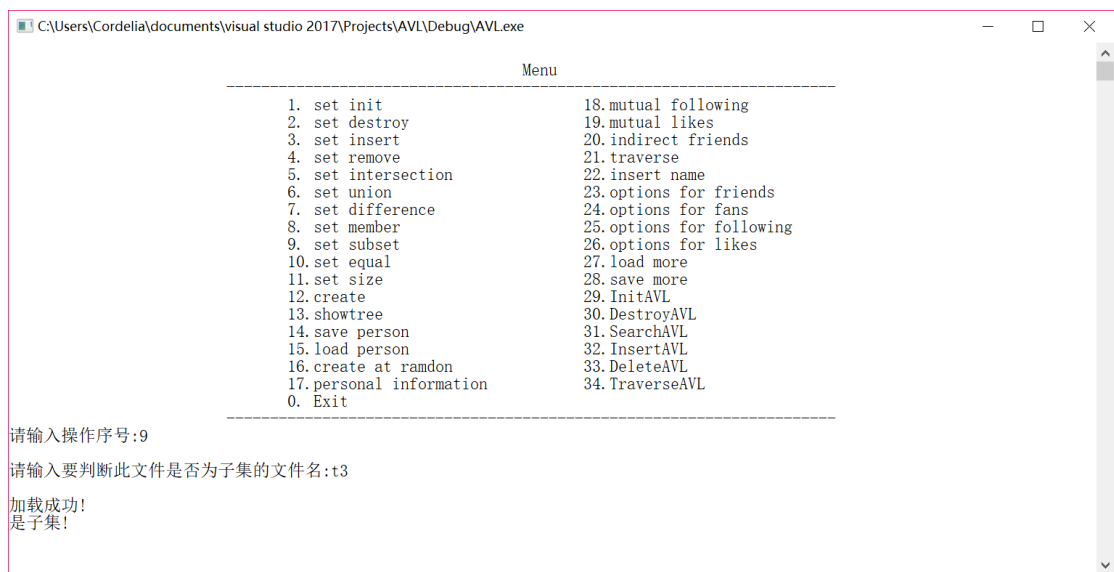 C:\Users\Cordelia\documents\visual studio 2017\Projects\AVL\Debug\AVL.exe
Menu
------------------------------------------------------------
1. set init 18.mutual following
2. set destroy 19.mutual likes
3. set insert 20.indirect friends
4. set remove 21.traverse
5. set intersection 22.insert name
6. set union 23.options for friends
7. set difference 24.options for fans
8. set member 25.options for following
9. set subset 26.options for likes
10.set equal 27.load more
11.set size 28.save more
12.create 29.InitAVL
13.showtree 30.DestroyAVL
14.save person 31.SearchAVL
15.load person 32.InsertAVL
16.create at ramdon 33.DeleteAVL
17.personal information 34.TraverseAVL
0. Exit
------------------------------------------------------------
请输入操作序号:9
请输入要判断此文件是否为子集的文件名:t3
加载成功!
是子集!